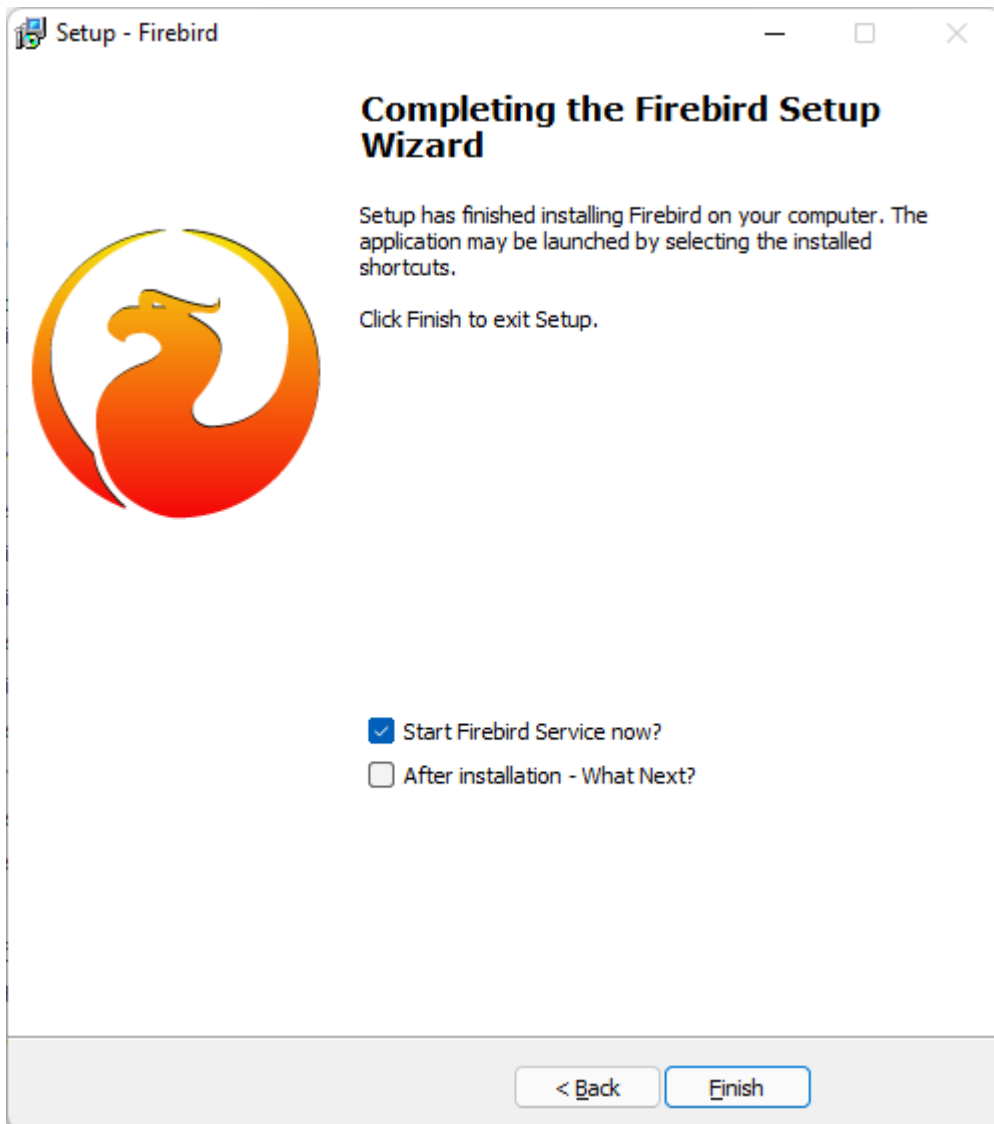 Setup - Firebird
Completing the Firebird Setup
Wizard
Setup has finished installing Firebird on your computer. The
application may be launched by selecting the installed
shortcuts.
Click Finish to exit Setup.
Start Firebird Service now?
After installation - What Next?
< Back
Finish